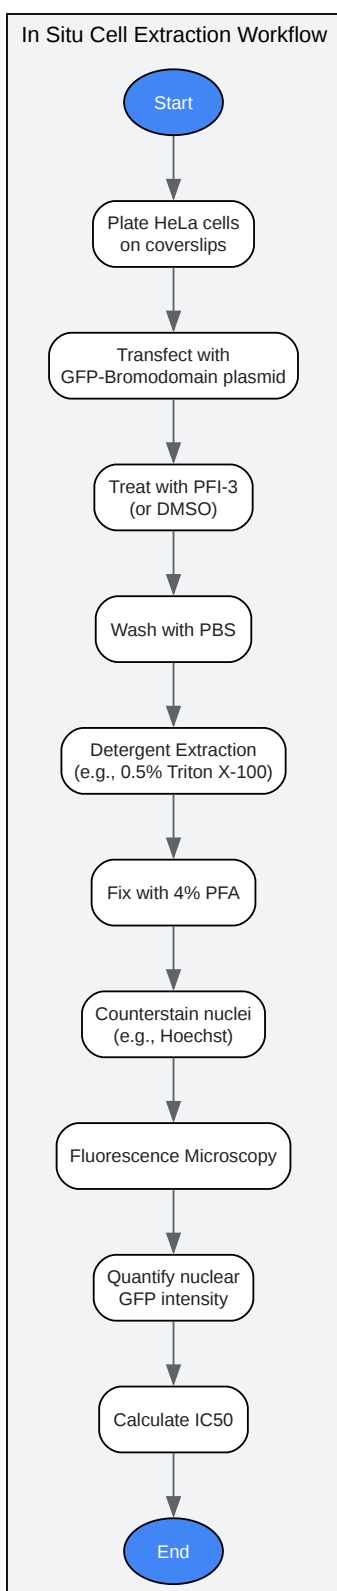 In Situ Cell Extraction Workflow
Start
Plate HeLa cells
on coverslips
Transfect with
GFP-Bromodomain plasmid
Treat with PFI-3
(or DMSO)
Wash with PBS
Detergent Extraction
(e.g., 0.5% Triton X-100)
Fix with 4% PFA
Counterstain nuclei
(e.g., Hoechst)
Fluorescence Microscopy
Quantify nuclear
GFP intensity
Calculate IC50
End